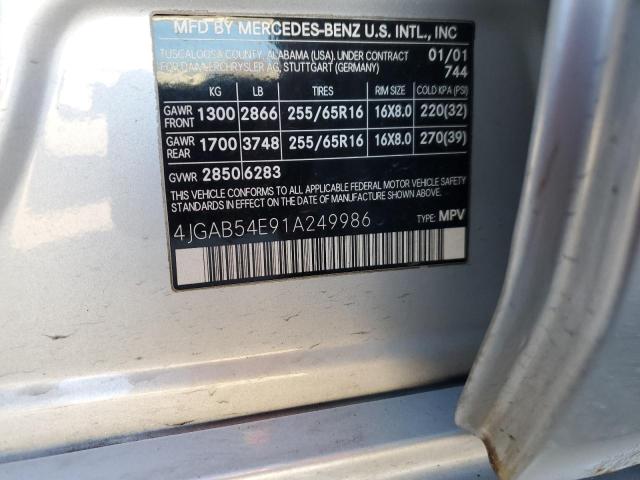 MFD BY MERCEDES-BENZ U.S. INTL., INC
TUSCALOOSA COUNTY, ALABAMA (USA). UNDER CONTRACT 01/01
FOR DAIMLERCHRYSLER AG, STUTTGART (GERMANY) 744
KG LB TIRES RIM SIZE COLD KPA (PSI)
GAWR FRONT 1300 2866 255/65R16 16X8.0 220(32)
GAWR REAR 1700 3748 255/65R16 16X8.0 270(39)
GVWR 2850 6283
THIS VEHICLE CONFORMS TO ALL APPLICABLE FEDERAL MOTOR VEHICLE SAFETY
STANDARDS IN EFFECT ON THE DATE OF MANUFACTURE SHOWN ABOVE.
4JGAB54E91A249986 TYPE: MPV